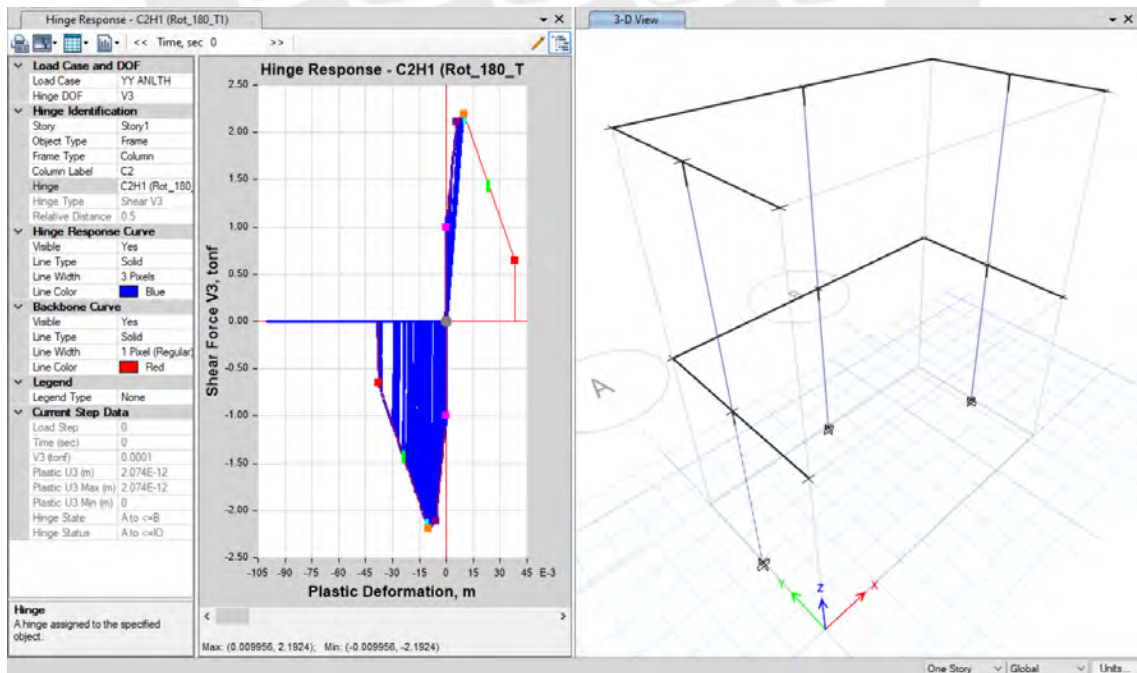 Hinge Response - C2H1 (Rot_180_T1)
<< Time, sec 0 >>
Load Case and DOF
Load Case YY ANLTH
Hinge DOF V3
Hinge Identification
Story Story1
Object Type Frame
Frame Type Column
Column Label C2
Hinge C2H1 (Rot_180_
Hinge Type Shear V3
Relative Distance 0.5
Hinge Response Curve
Visible Yes
Line Type Solid
Line Width 3 Pixels
Line Color Blue
Backbone Curve
Visible Yes
Line Type Solid
Line Width 1 Pixel (Regular)
Line Color Red
Legend
Legend Type None
Current Step Data
Load Step 0
Time (sec) 0
V3 (tonf) 0.0001
Plastic U3 (m) 2.074E-12
Plastic U3 Max (m) 2.074E-12
Plastic U3 Min (m) 0
Hinge State A to <=B
Hinge Status A to <=IO
Hinge
A hinge assigned to the specified
object.
Hinge Response - C2H1 (Rot_180_T
Shear Force V3, tonf
2.50
2.00
1.50
1.00
0.50
0.00
-0.50
-1.00
-1.50
-2.00
-2.50
-105 -90 -75 -60 -45 -30 -15 0 15 30 45 E-3
Plastic Deformation, m
Max: (0.009956, 2.1924); Min: (-0.009956, -2.1924)
3-D View
A
Y
Z
X
One Story Global Units...